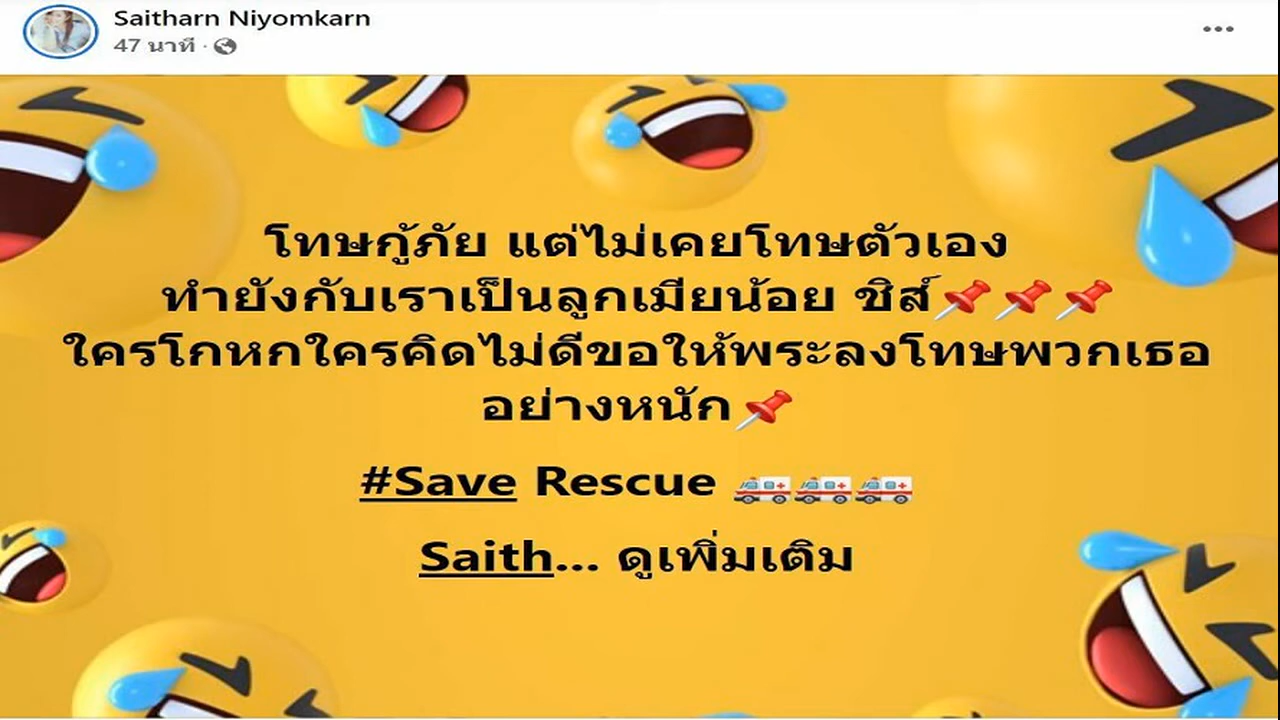 Saitharn Niyomkarn
47 นาที ·
โทษกู้ภัย แต่ไม่เคยโทษตัวเอง
ทำยังกับเราเป็นลูกเมียน้อย ชิส์📌📌📌
ใครโกหกใครคิดไม่ดีขอให้พระลงโทษพวกเธอ
อย่างหนัก📌
#Save Rescue 🚑🚑🚑
Saith... ดูเพิ่มเติม